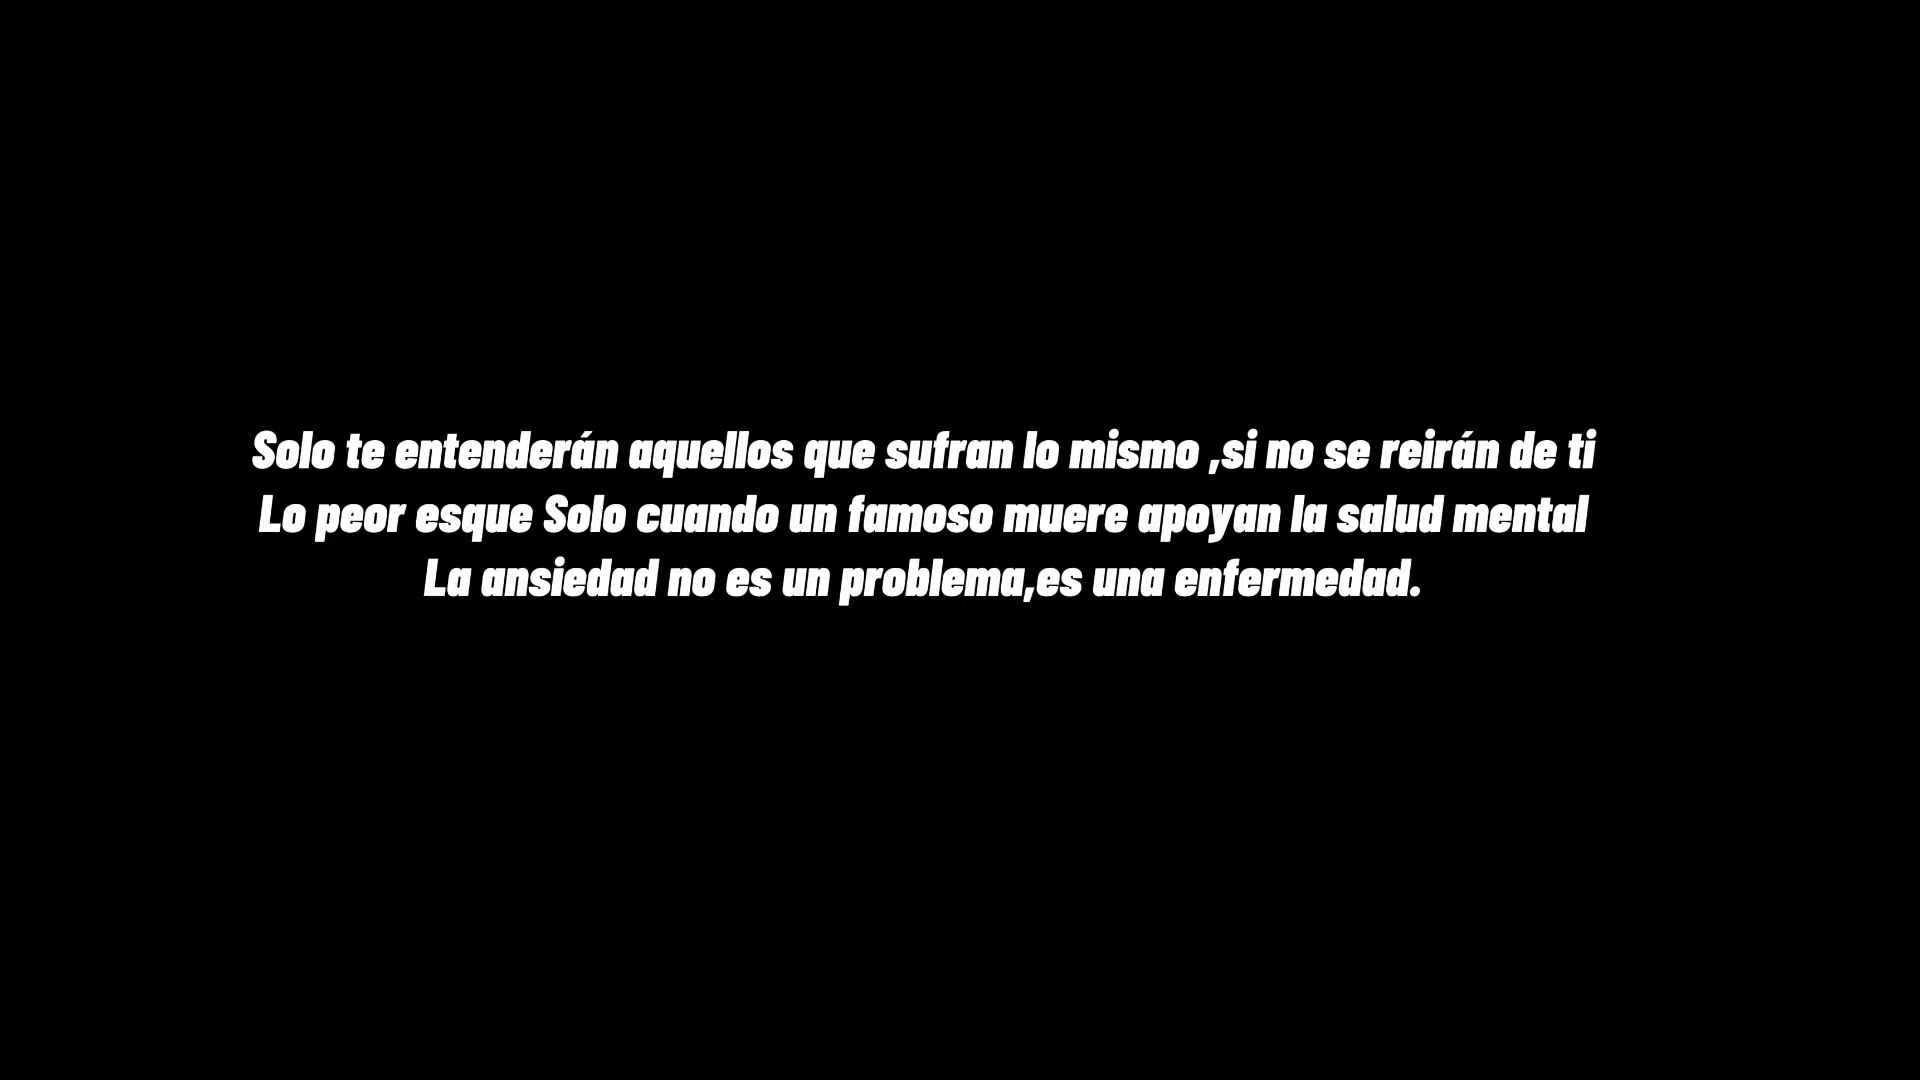 Solo te entenderán aquellos que sufran lo mismo ,si no se reirán de ti
Lo peor esque Solo cuando un famoso muere apoyan la salud mental
La ansiedad no es un problema,es una enfermedad.